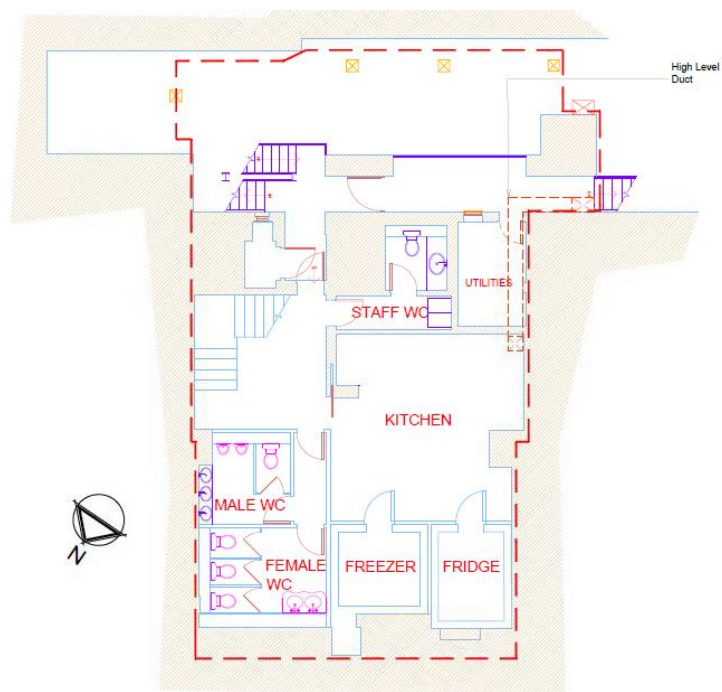 High Level
Duct
UTILITIES
STAFF WC
KITCHEN
MALE WC
FEMALE
WC
FREEZER
FRIDGE
N